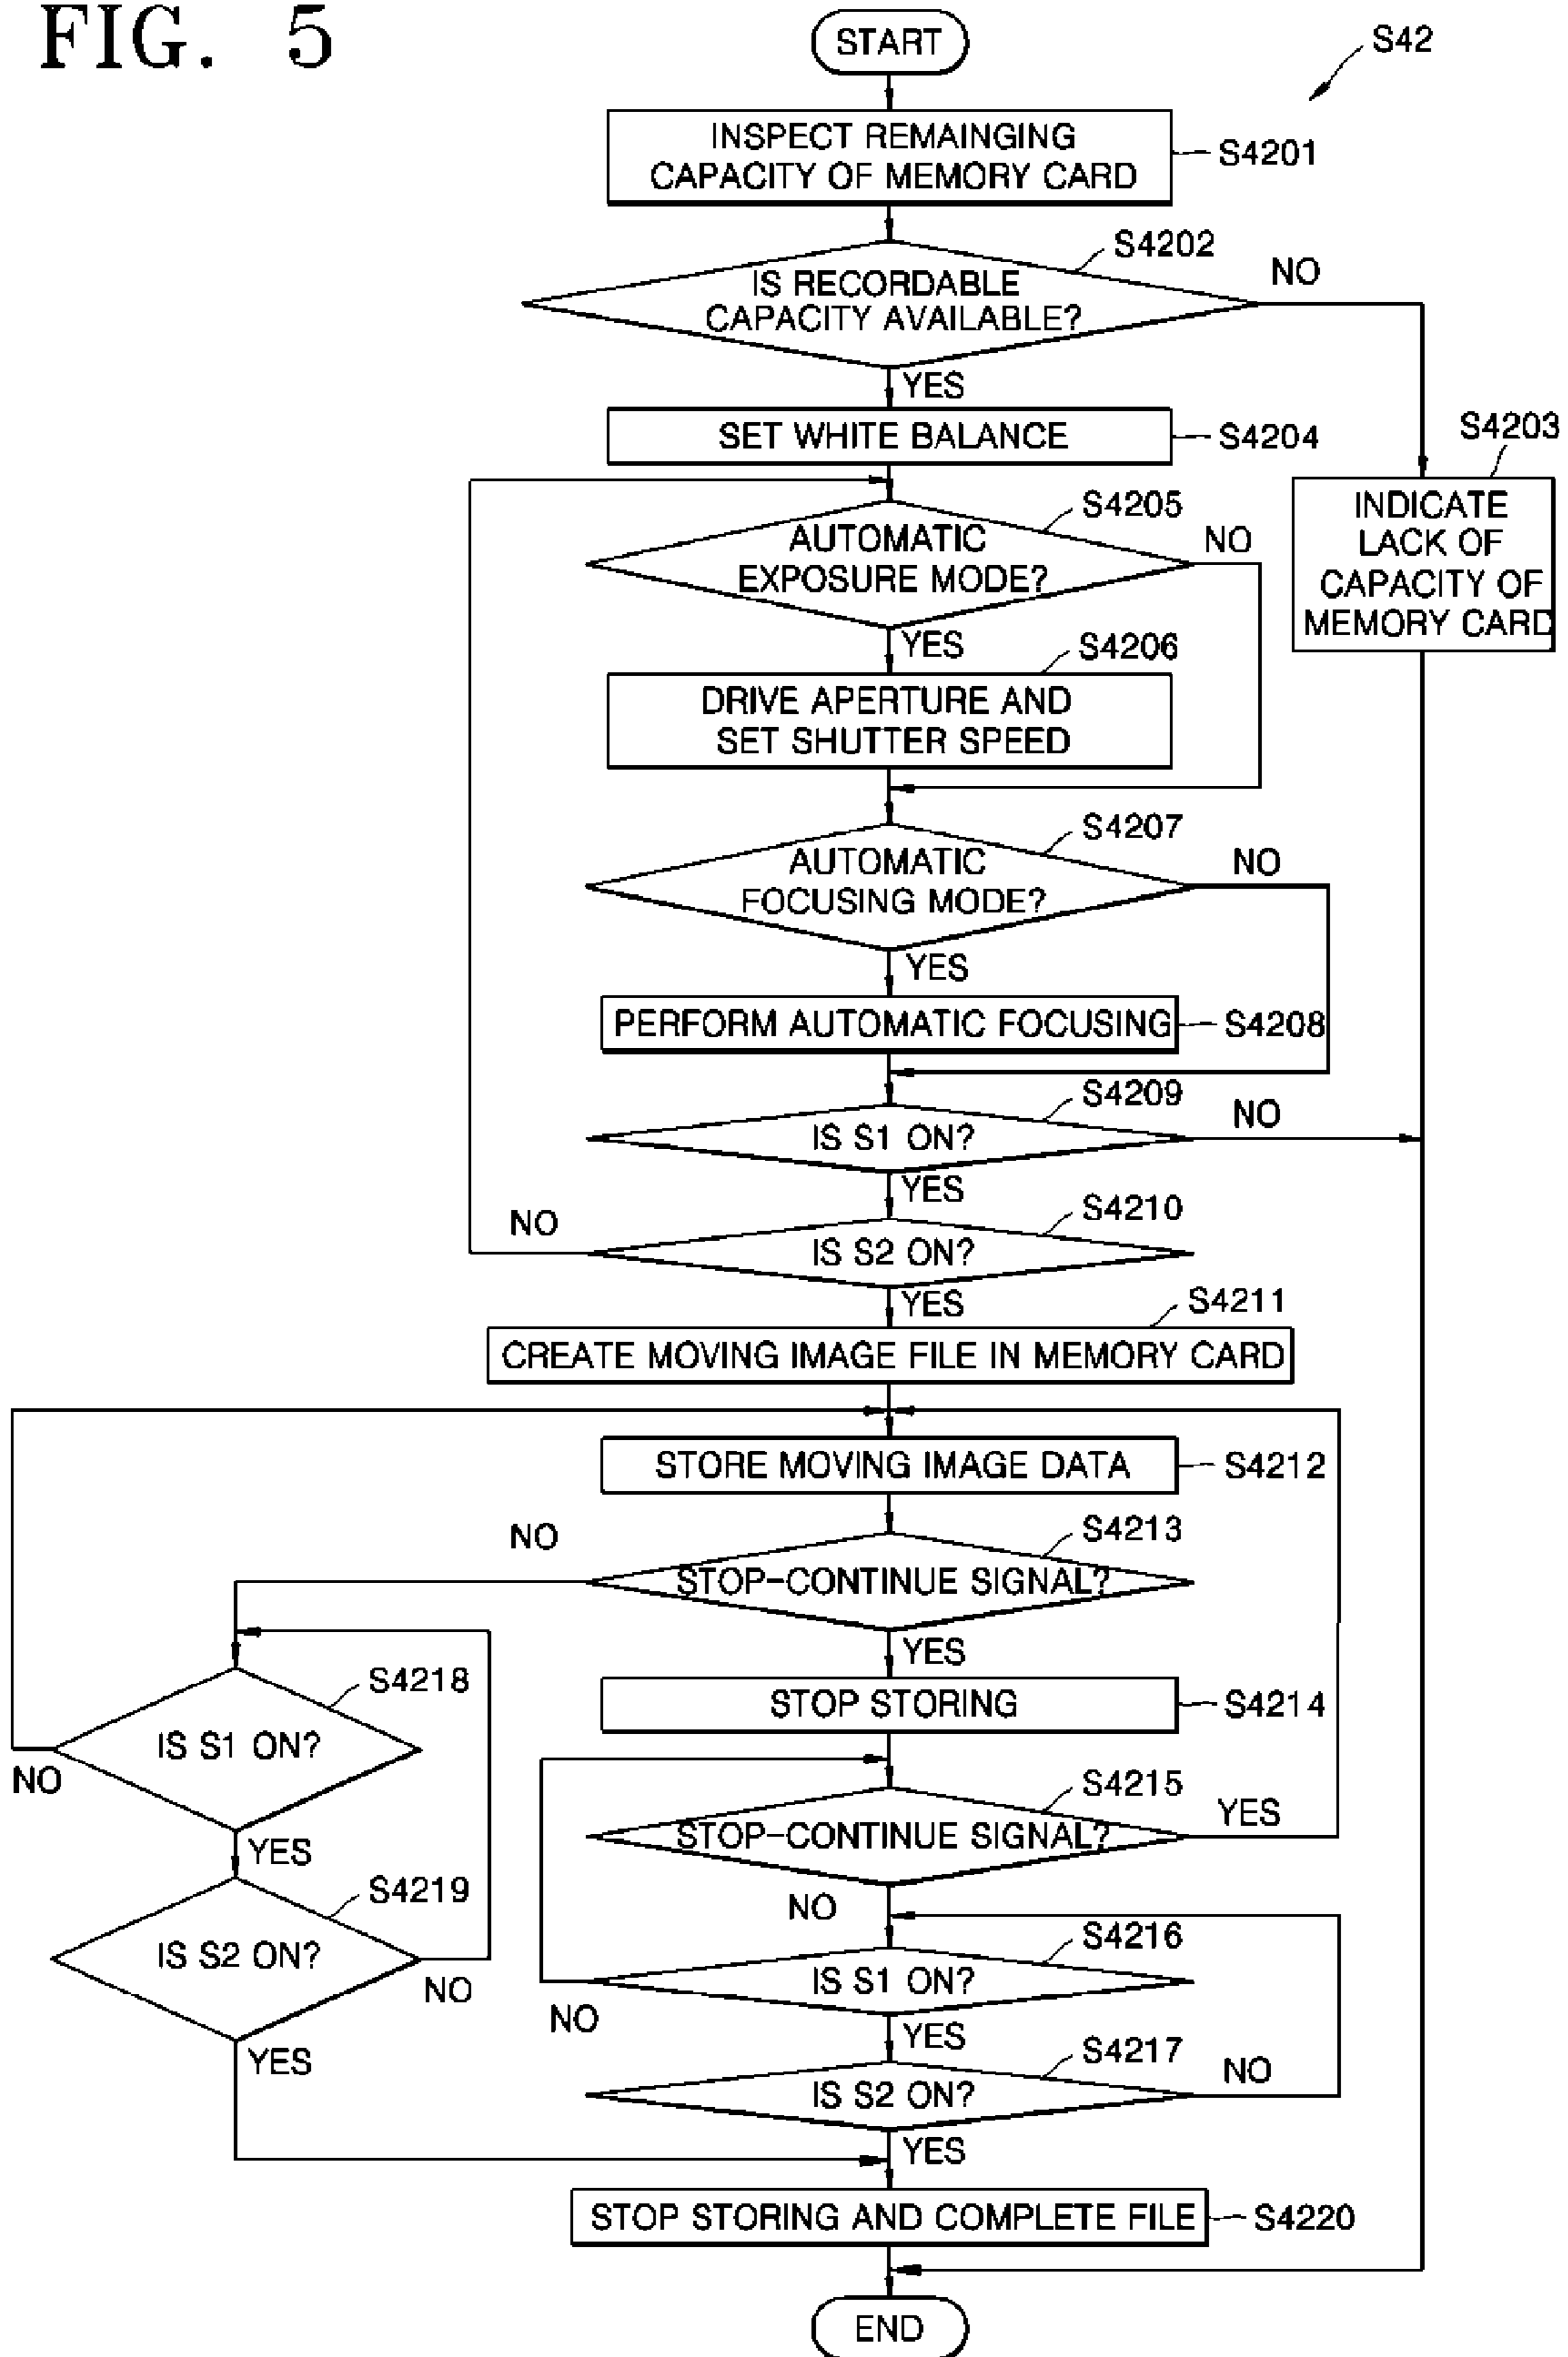 FIG. 5
START
S42
INSPECT REMAINGING
CAPACITY OF MEMORY CARD
S4201
S4202
IS RECORDABLE
CAPACITY AVAILABLE?
NO
YES
SET WHITE BALANCE
S4204
S4203
INDICATE
LACK OF
CAPACITY OF
MEMORY CARD
S4205
AUTOMATIC
EXPOSURE MODE?
NO
YES
S4206
DRIVE APERTURE AND
SET SHUTTER SPEED
S4207
AUTOMATIC
FOCUSING MODE?
NO
YES
PERFORM AUTOMATIC FOCUSING
S4208
S4209
IS S1 ON?
NO
YES
S4210
IS S2 ON?
NO
YES
S4211
CREATE MOVING IMAGE FILE IN MEMORY CARD
STORE MOVING IMAGE DATA
S4212
S4213
STOP-CONTINUE SIGNAL?
NO
YES
STOP STORING
S4214
S4218
IS S1 ON?
NO
YES
S4215
STOP-CONTINUE SIGNAL?
YES
NO
S4219
IS S2 ON?
NO
YES
S4216
IS S1 ON?
NO
YES
S4217
IS S2 ON?
NO
YES
STOP STORING AND COMPLETE FILE
S4220
END